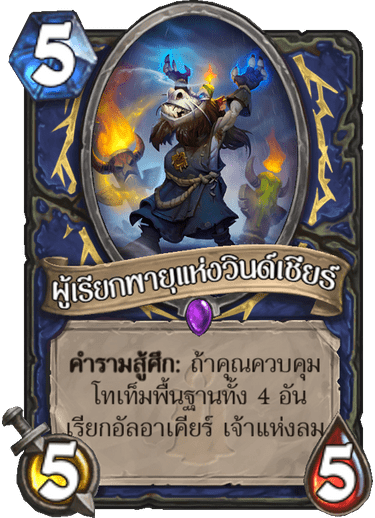 5
ผู้เรียกพายุแห่งวินด์เชียร์
คำรามสู้ศึก: ถ้าคุณควบคุม
โทเท็มพื้นฐานทั้ง 4 อัน
เรียกอัลอาเคียร์ เจ้าแห่งลม
5
5